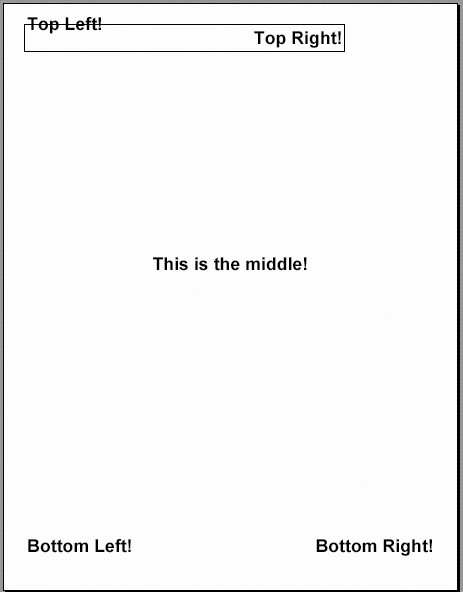 Top Left!
Top Right!
This is the middle!
Bottom Left!
Bottom Right!